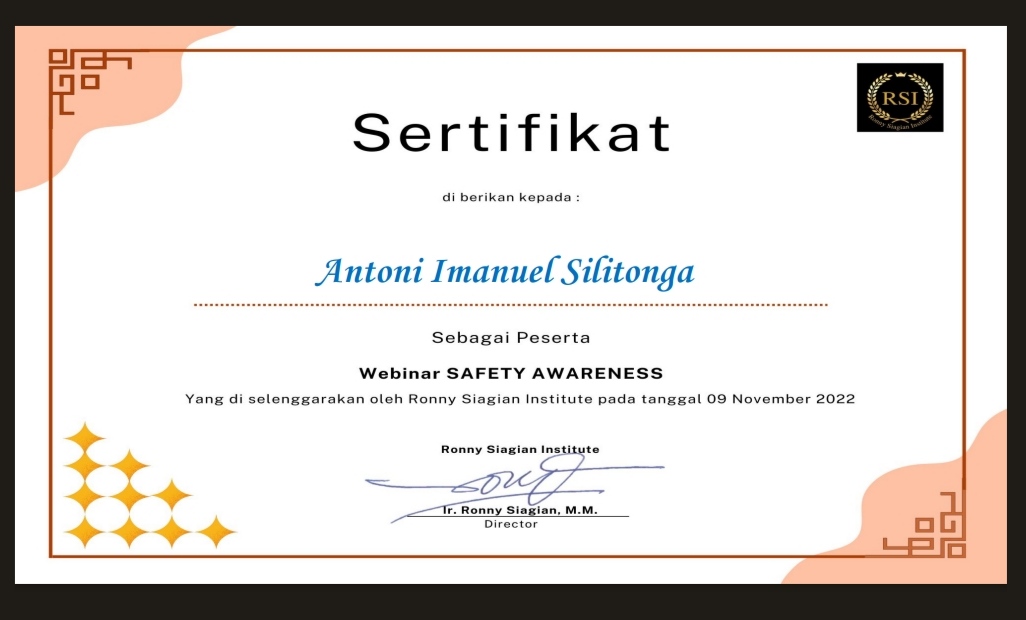 RSI
Ronny Siagian Institute
Sertifikat
di berikan kepada :
Antoni Imanuel Silitonga
Sebagai Peserta
Webinar SAFETY AWARENESS
Yang di selenggarakan oleh Ronny Siagian Institute pada tanggal 09 November 2022
Ronny Siagian Institute
Ir. Ronny Siagian, M.M.
Director